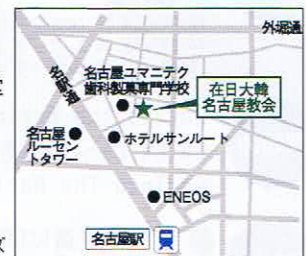 外堀通
名駅通
名古屋ユマニテク
歯科製菓専門学校
在日大韓
名古屋教会
名古屋
ルーセン
トタワー
ホテルサンルート
ENEOS
名古屋駅